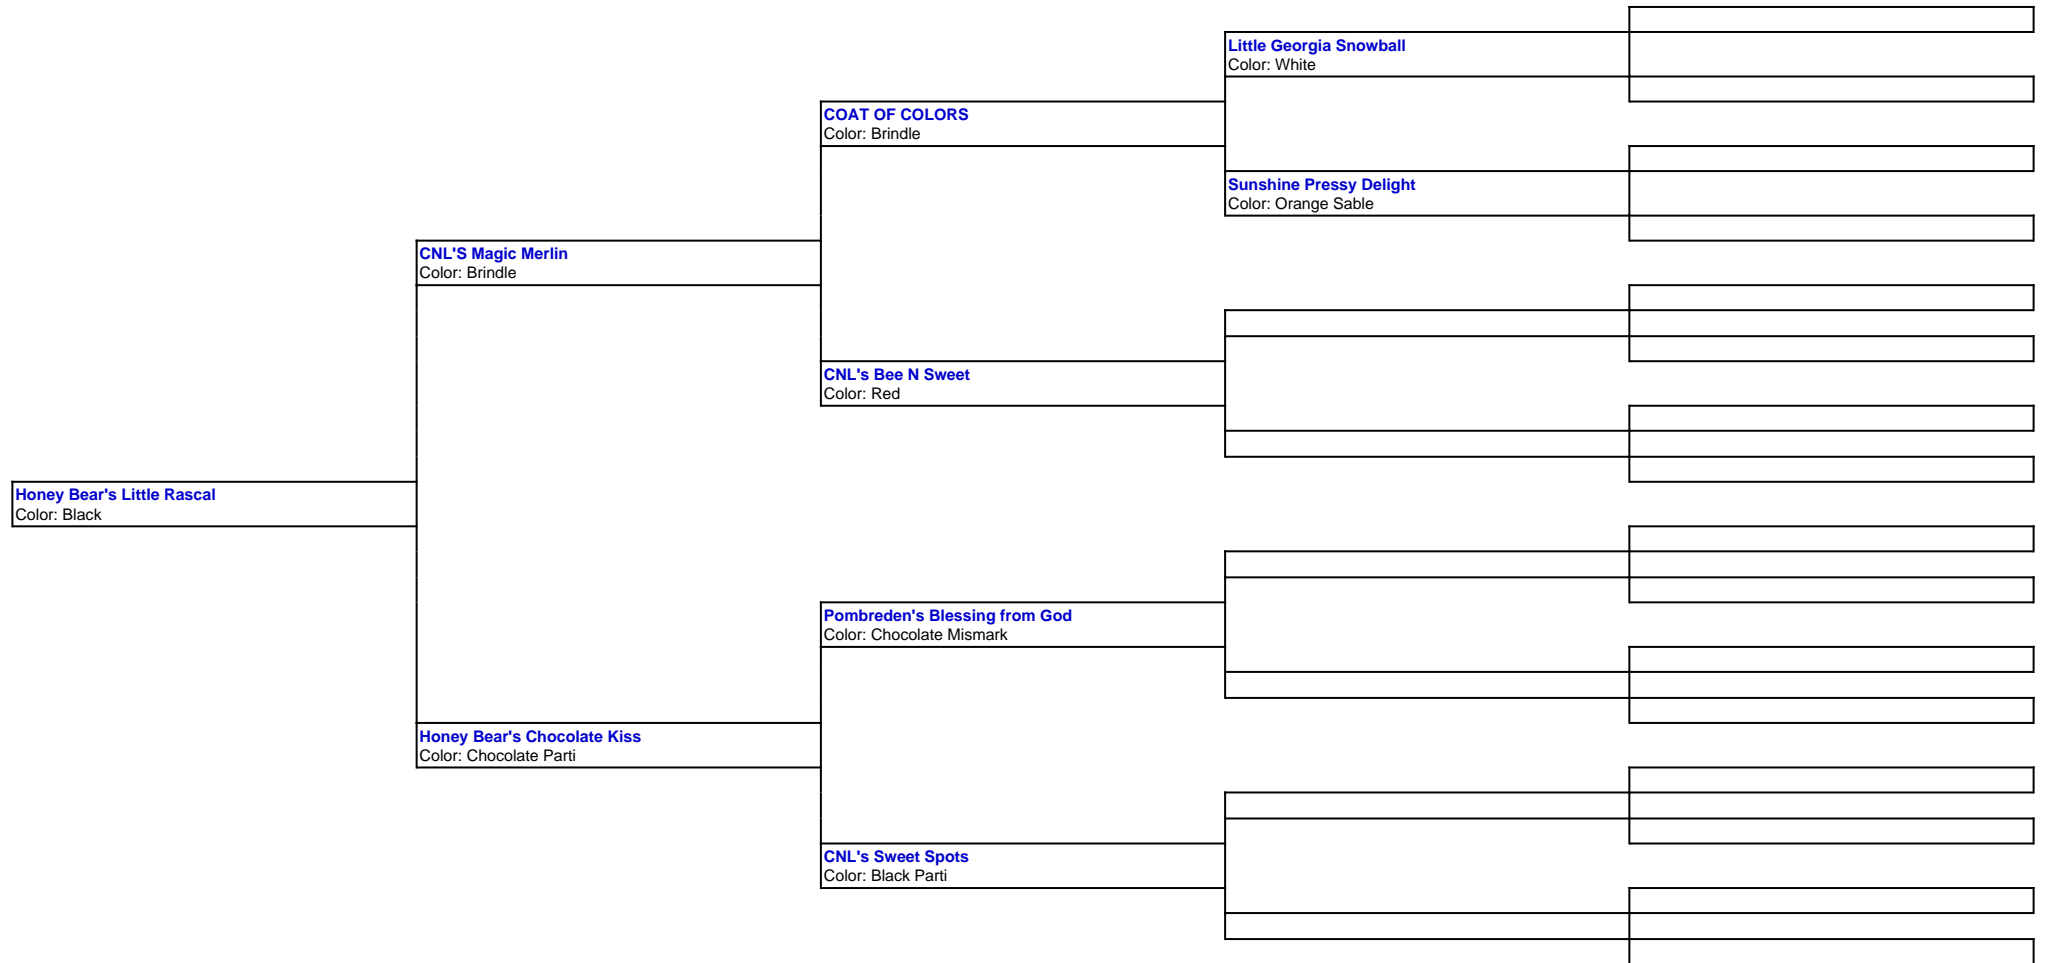 Little Georgia Snowball
Color: White
COAT OF COLORS
Color: Brindle
Sunshine Pressy Delight
Color: Orange Sable
CNL'S Magic Merlin
Color: Brindle
CNL's Bee N Sweet
Color: Red
Honey Bear's Little Rascal
Color: Black
Pombreden's Blessing from God
Color: Chocolate Mismark
Honey Bear's Chocolate Kiss
Color: Chocolate Parti
CNL's Sweet Spots
Color: Black Parti